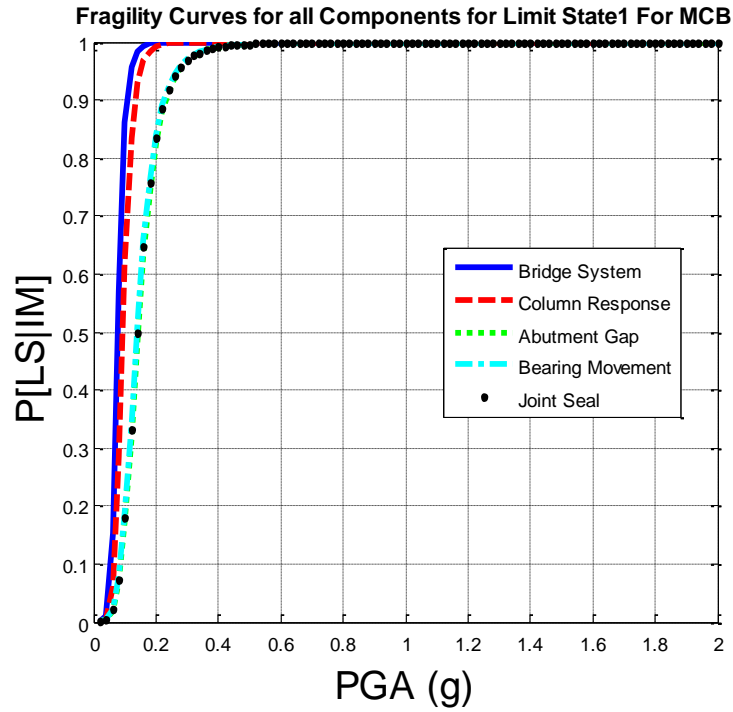 Fragility Curves for all Components for Limit State1 For MCB
P[LS|IM]
1
0.9
0.8
0.7
0.6
0.5
0.4
0.3
0.2
0.1
0
Bridge System
Column Response
Abutment Gap
Bearing Movement
Joint Seal
0 0.2 0.4 0.6 0.8 1 1.2 1.4 1.6 1.8 2
PGA (g)